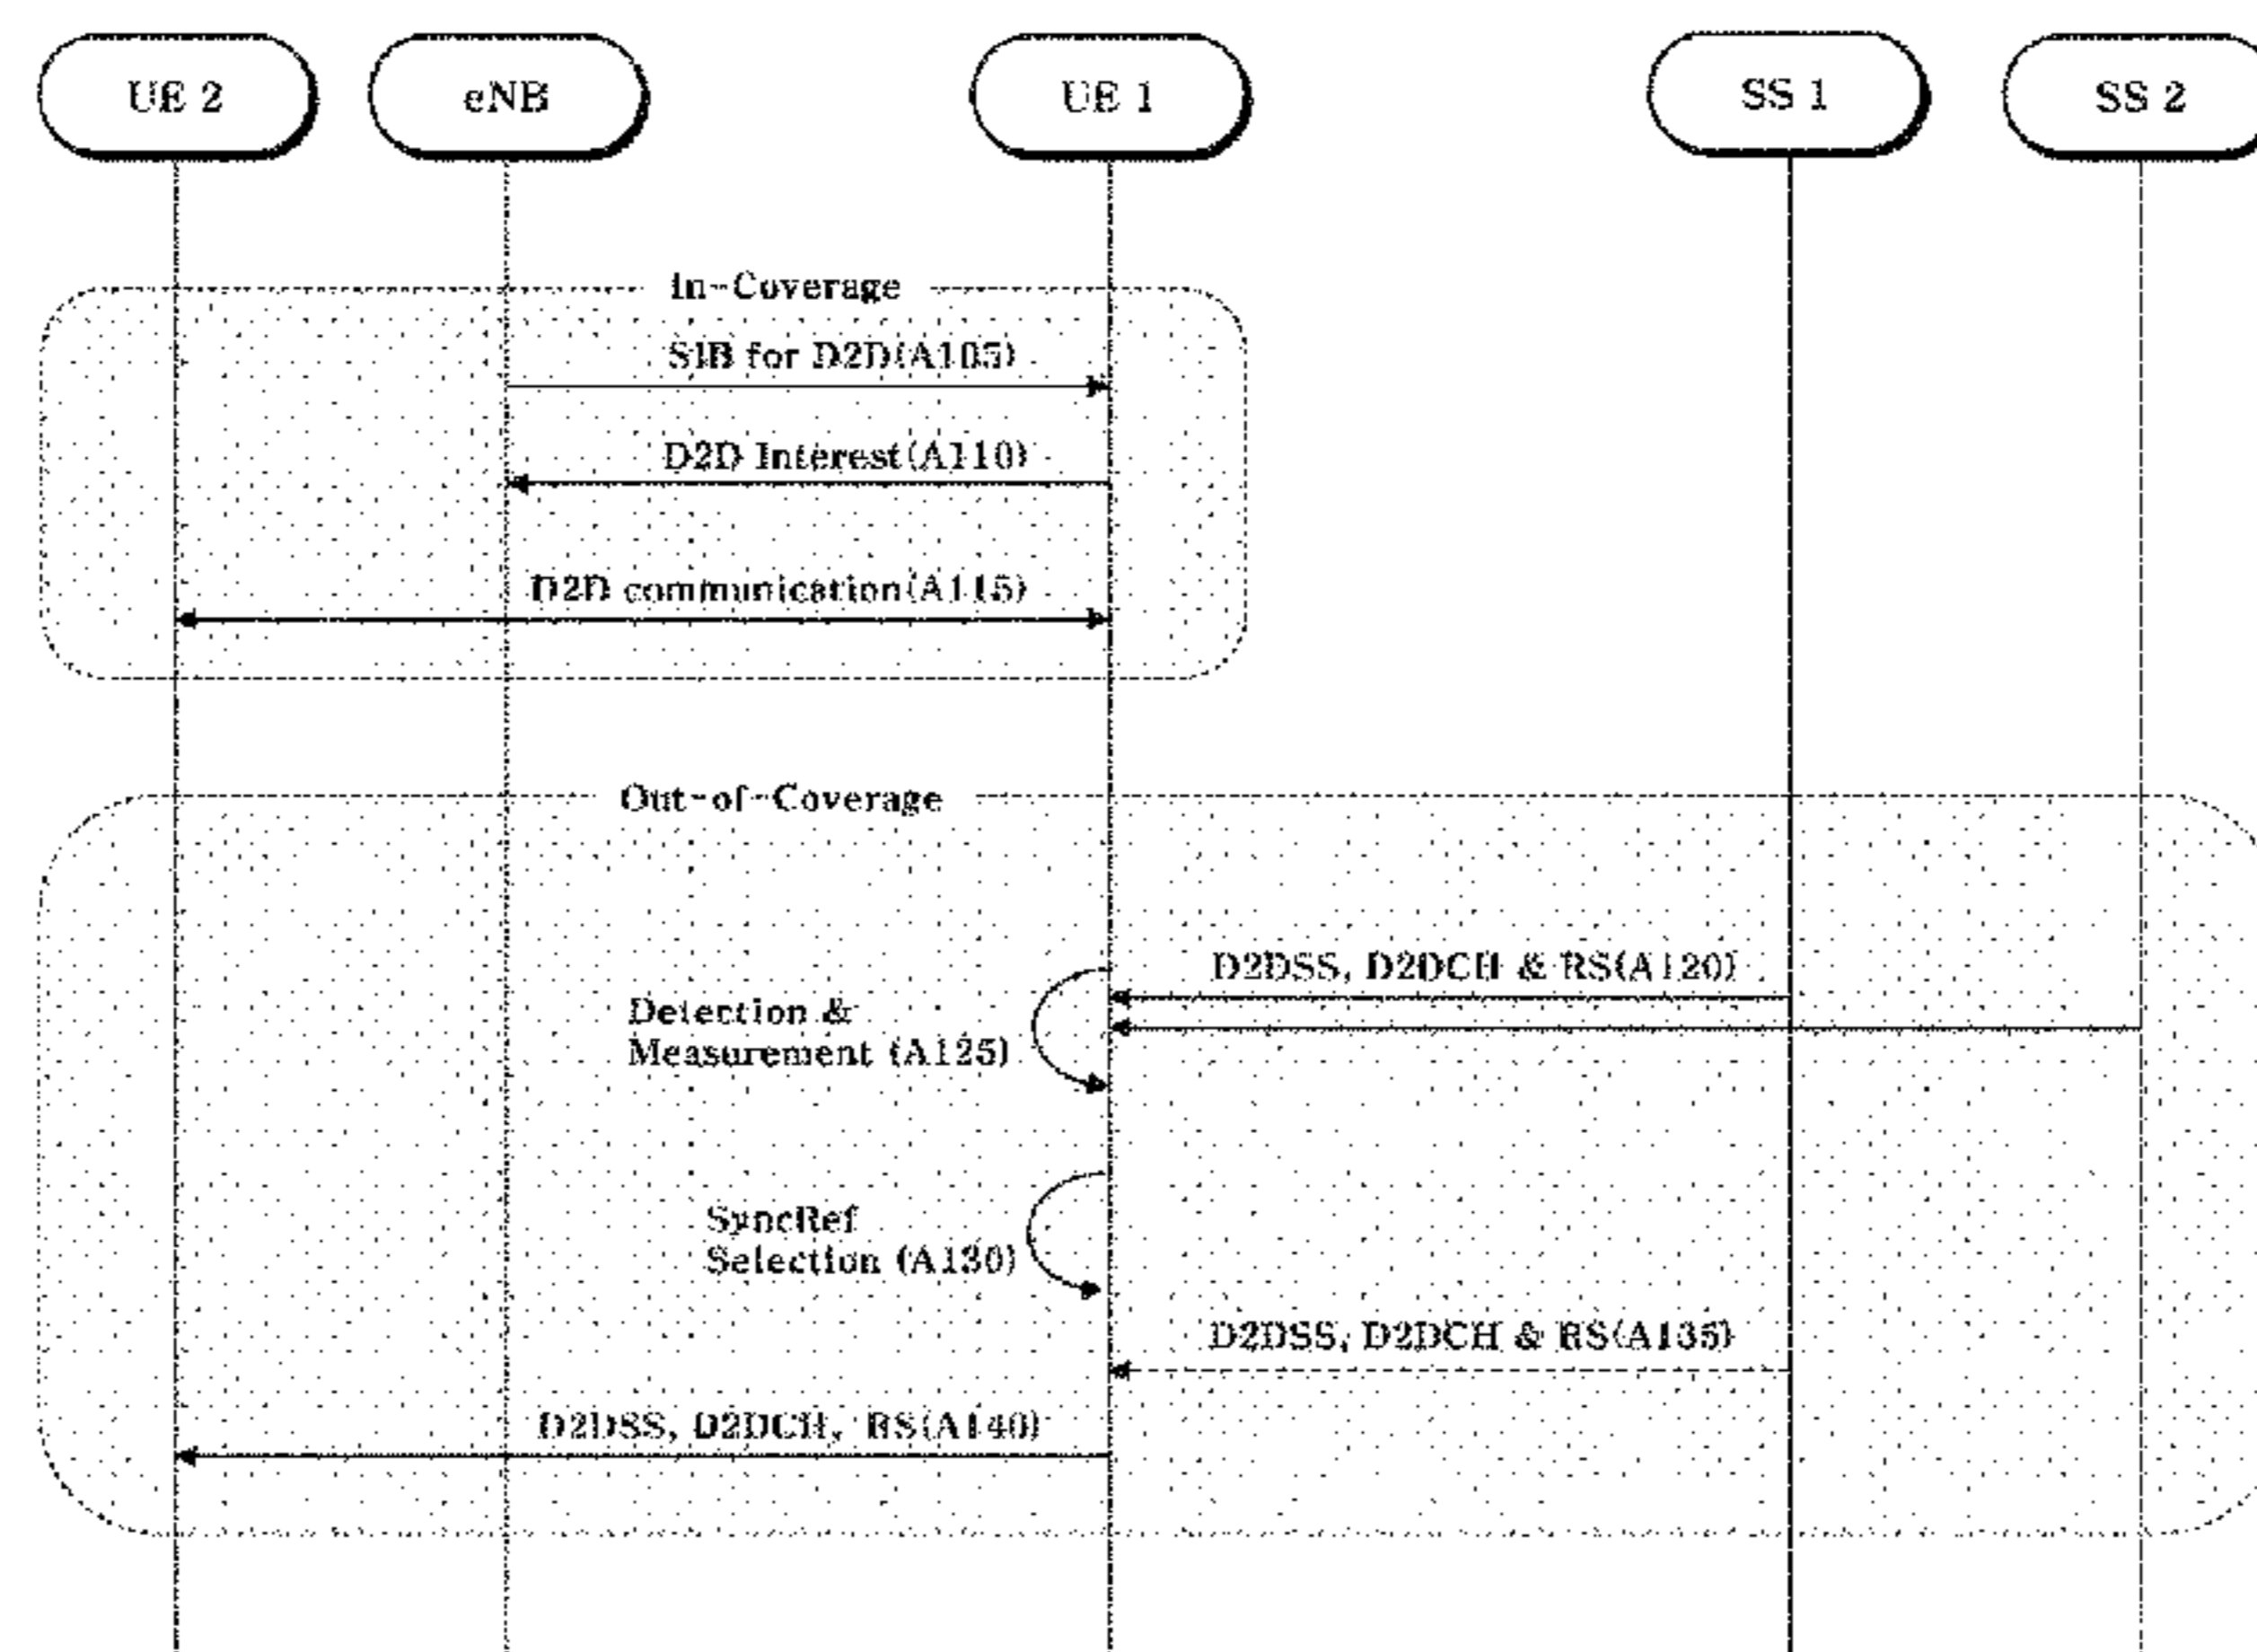 UE 2
eNB
UE 1
SS 1
SS 2
In-Coverage
SIB for D2D(A105)
D2D Interest(A110)
D2D communication(A115)
Out-of-Coverage
D2DSS, D2DCH & RS(A120)
Detection &
Measurement (A125)
SyncRef
Selection (A130)
D2DSS, D2DCH & RS(A135)
D2DSS, D2DCH, RS(A140)